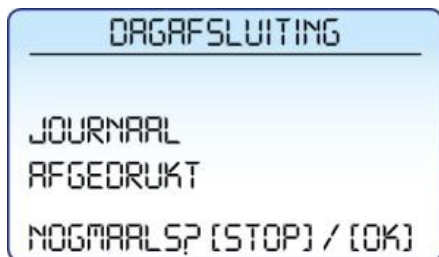 DAGAFSLUITING
JOURNAAL
AFGEDRUKT
NOGMAALS? [STOP] / [OK]